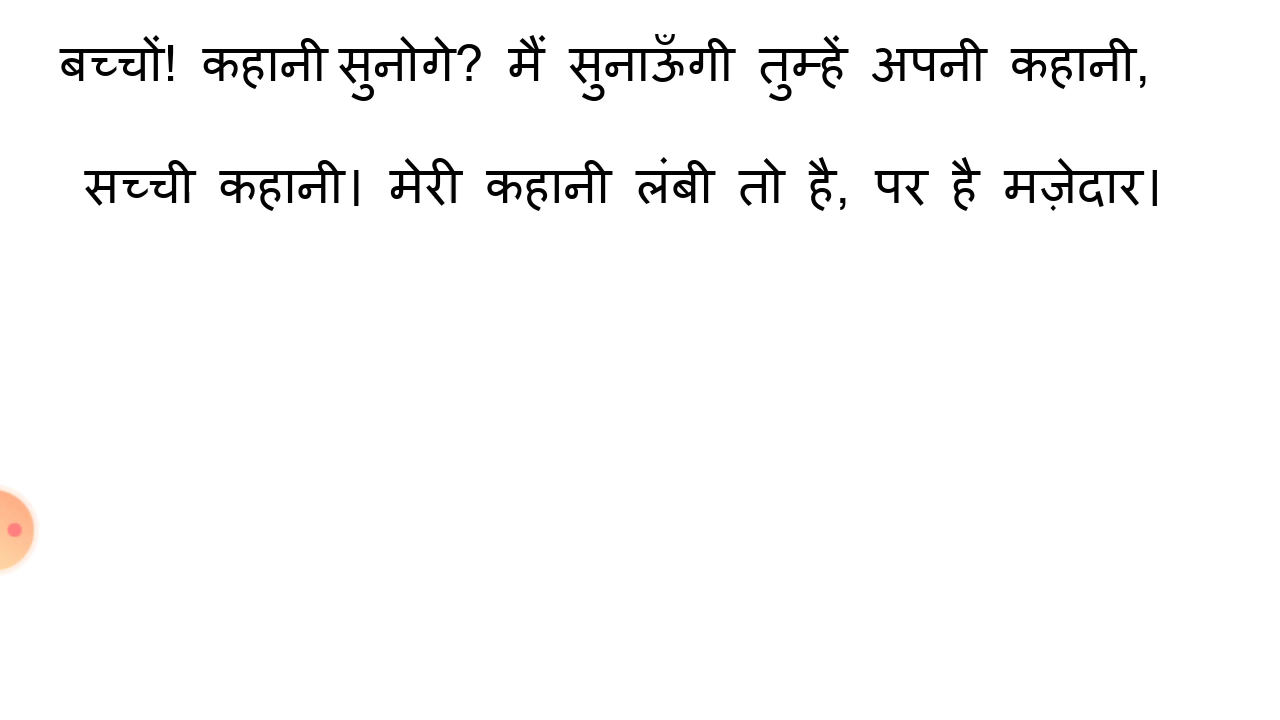 बच्चों! कहानी सुनोगे? मैं सुनाऊँगी तुम्हें अपनी कहानी,
सच्ची कहानी। मेरी कहानी लंबी तो है, पर है मज़ेदार।